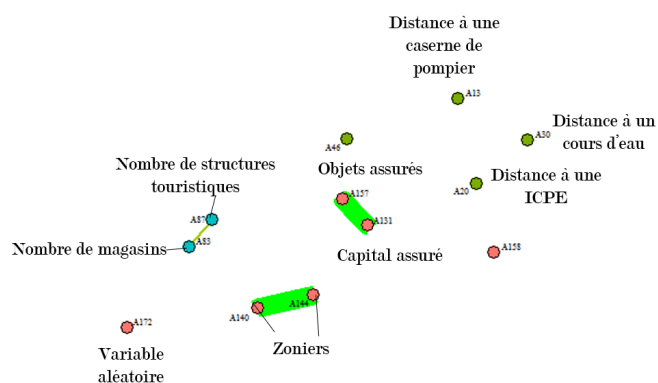 Distance à une
caserne de
pompier
A13
A30
Distance à un
cours d'eau
A46
Objets assurés
Nombre de structures
touristiques
A20
Distance à une
ICPE
A157
A87
A131
Nombre de magasins
A83
Capital assuré
A158
A144
A140
A172
Zoniers
Variable
aléatoire